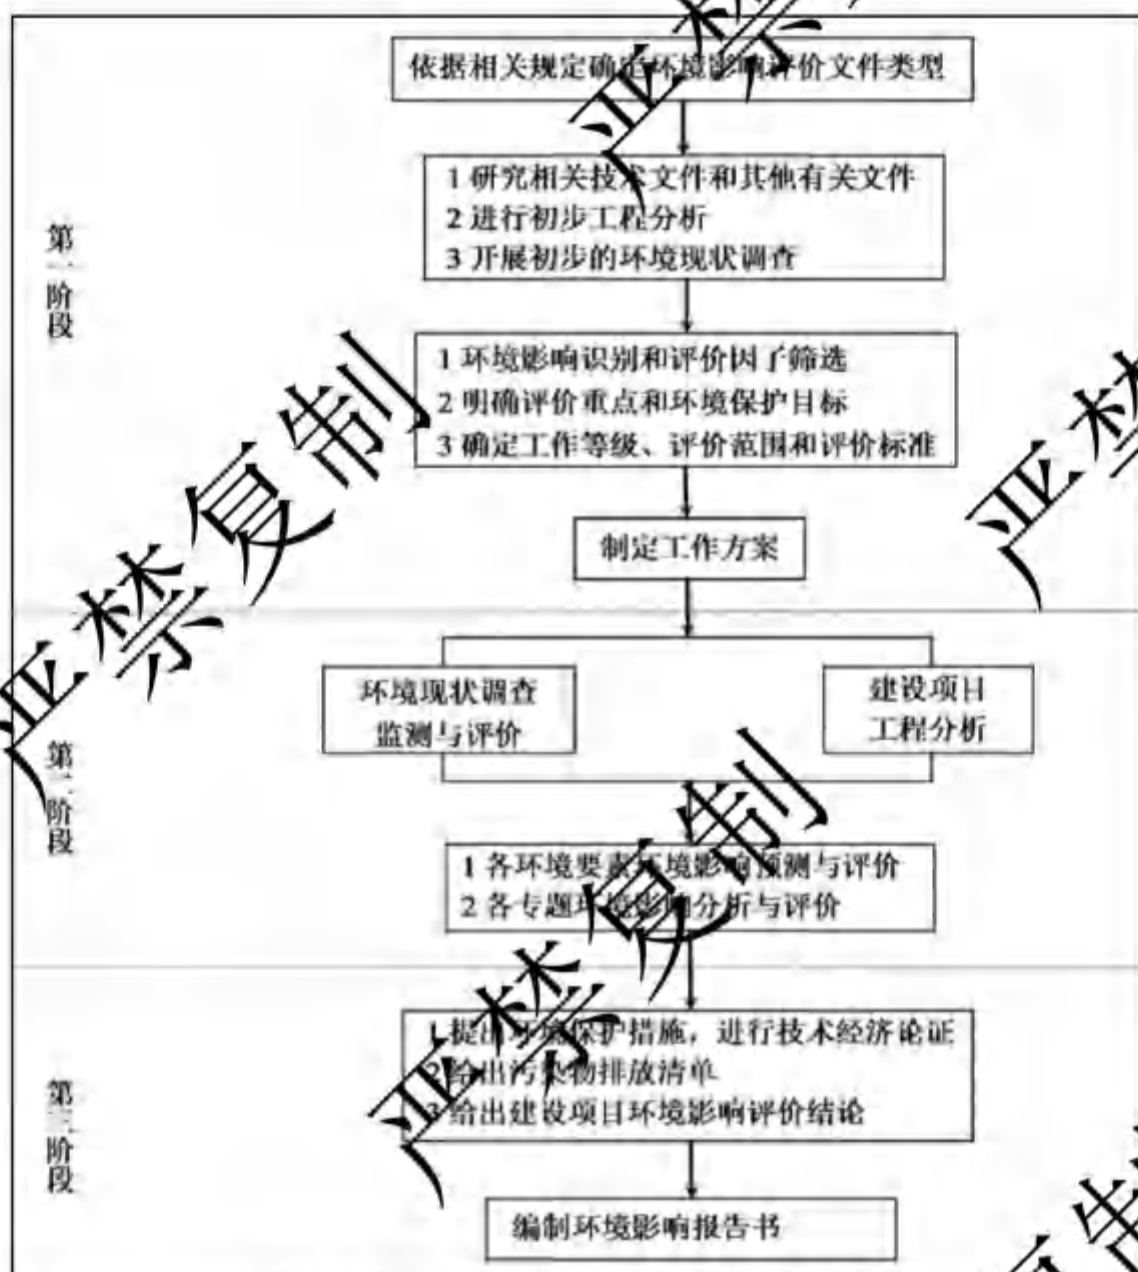 依据相关规定确定环境影响评价文件类型
1 研究相关技术文件和其他有关文件
2 进行初步工程分析
3 开展初步的环境现状调查
第一阶段
1 环境影响识别和评价因子筛选
2 明确评价重点和环境保护目标
3 确定工作等级、评价范围和评价标准
制定工作方案
环境现状调查
监测与评价
建设项目
工程分析
第二阶段
1 各环境要素环境影响预测与评价
2 各专题环境影响分析与评价
1 提出环境保护措施，进行技术经济论证
2 给出污染物排放清单
3 给出建设项目环境影响评价结论
第三阶段
编制环境影响报告书
严禁复制
严禁复制
严禁
严禁